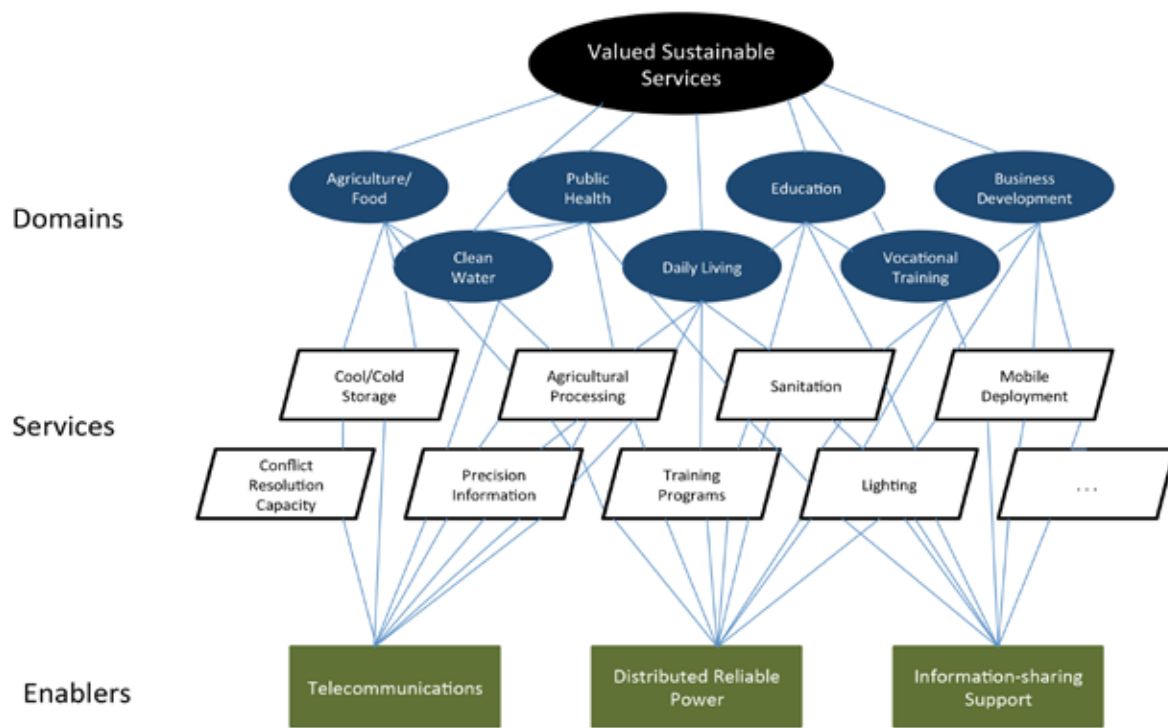 Valued Sustainable
Services
Domains
Agriculture/
Food
Public
Health
Education
Business
Development
Clean
Water
Daily Living
Vocational
Training
Services
Cool/Cold
Storage
Agricultural
Processing
Sanitation
Mobile
Deployment
Conflict
Resolution
Capacity
Precision
Information
Training
Programs
Lighting
...
Enablers
Telecommunications
Distributed Reliable
Power
Information-sharing
Support